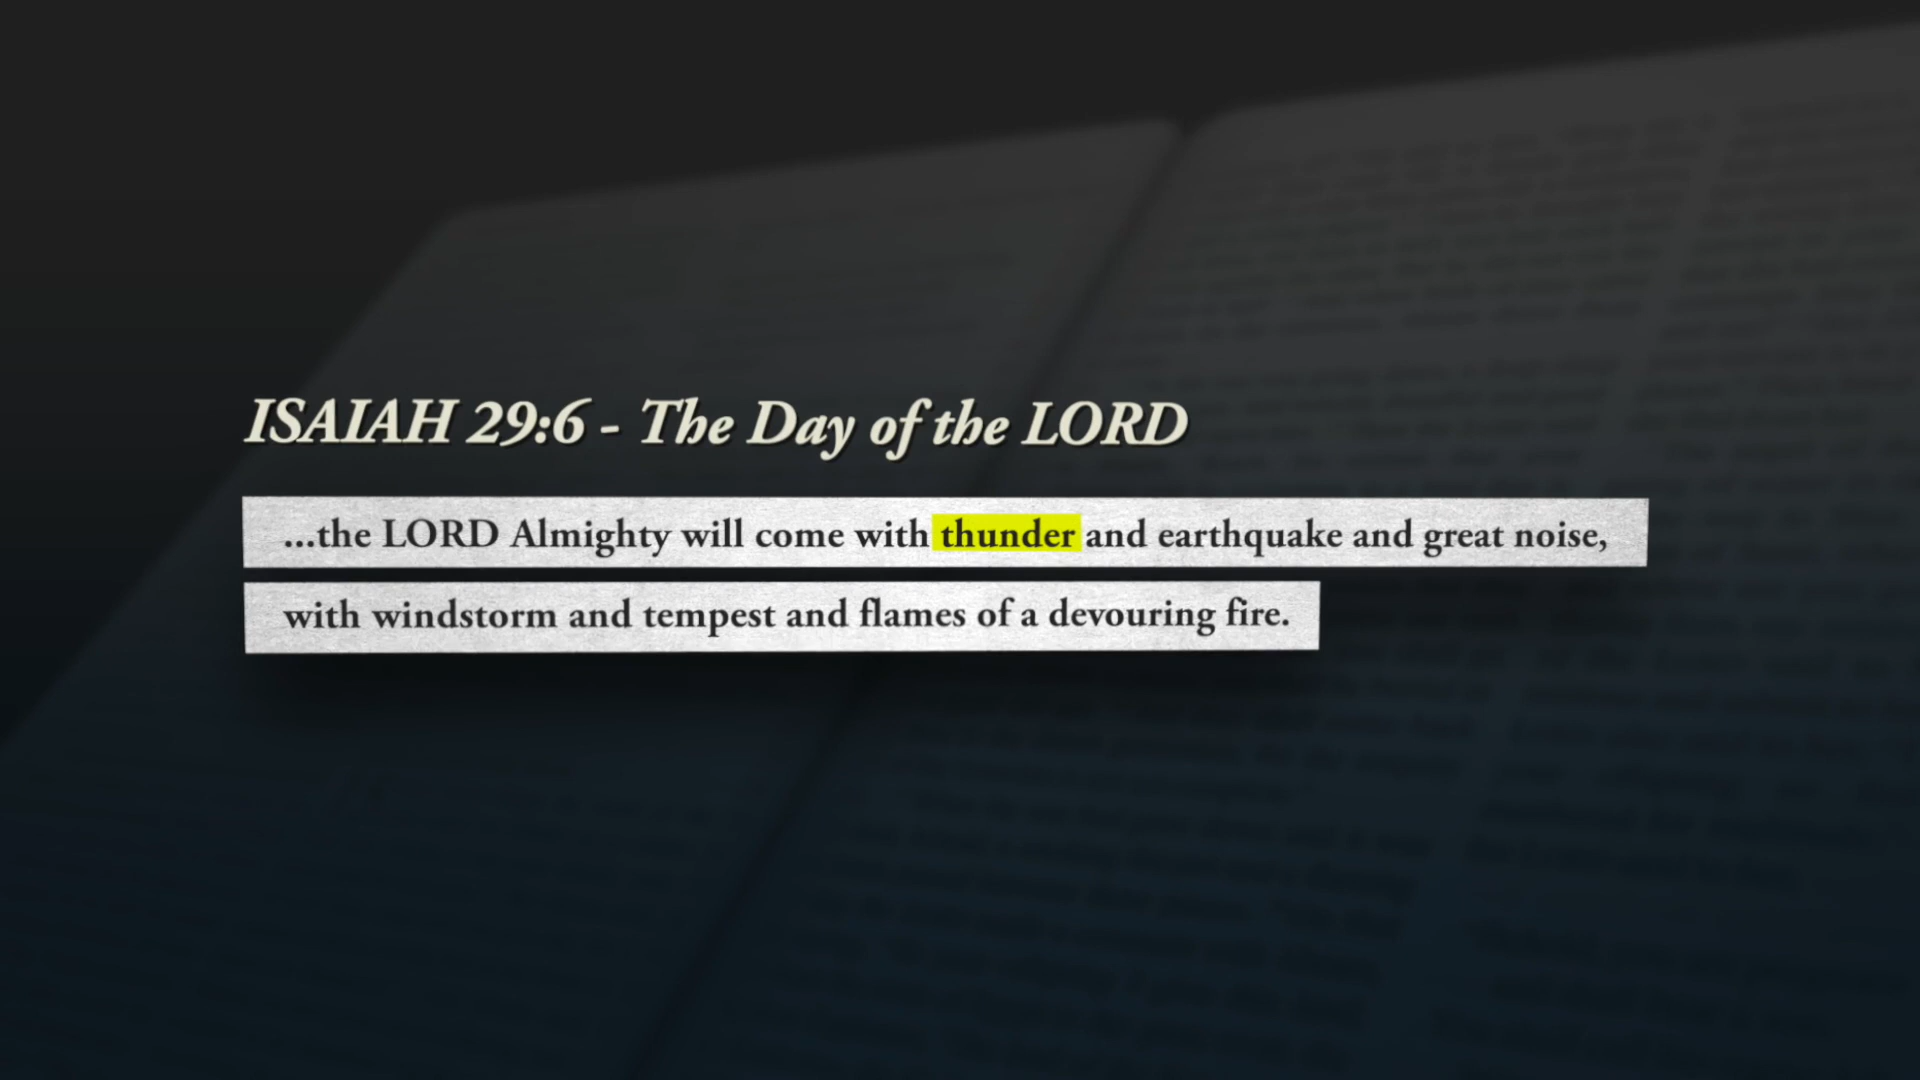 ISAIAH 29:6 - The Day of the LORD
...the LORD Almighty will come with thunder and earthquake and great noise,
with windstorm and tempest and flames of a devouring fire.